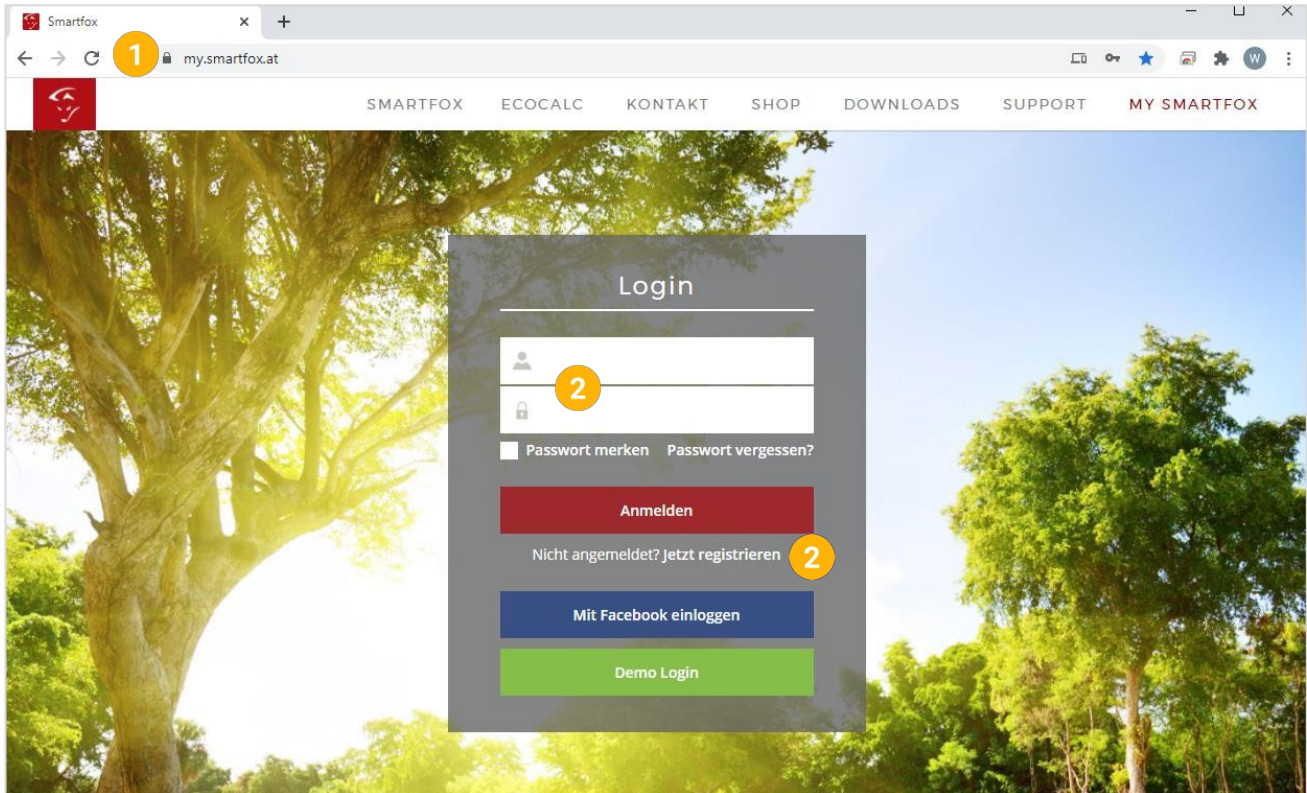 Smartfox
1
my.smartfox.at
W
SMARTFOX ECOCALC KONTAKT SHOP DOWNLOADS SUPPORT MY SMARTFOX
Login
2
Passwort merken Passwort vergessen?
Anmelden
Nicht angemeldet? Jetzt registrieren 2
Mit Facebook einloggen
Demo Login